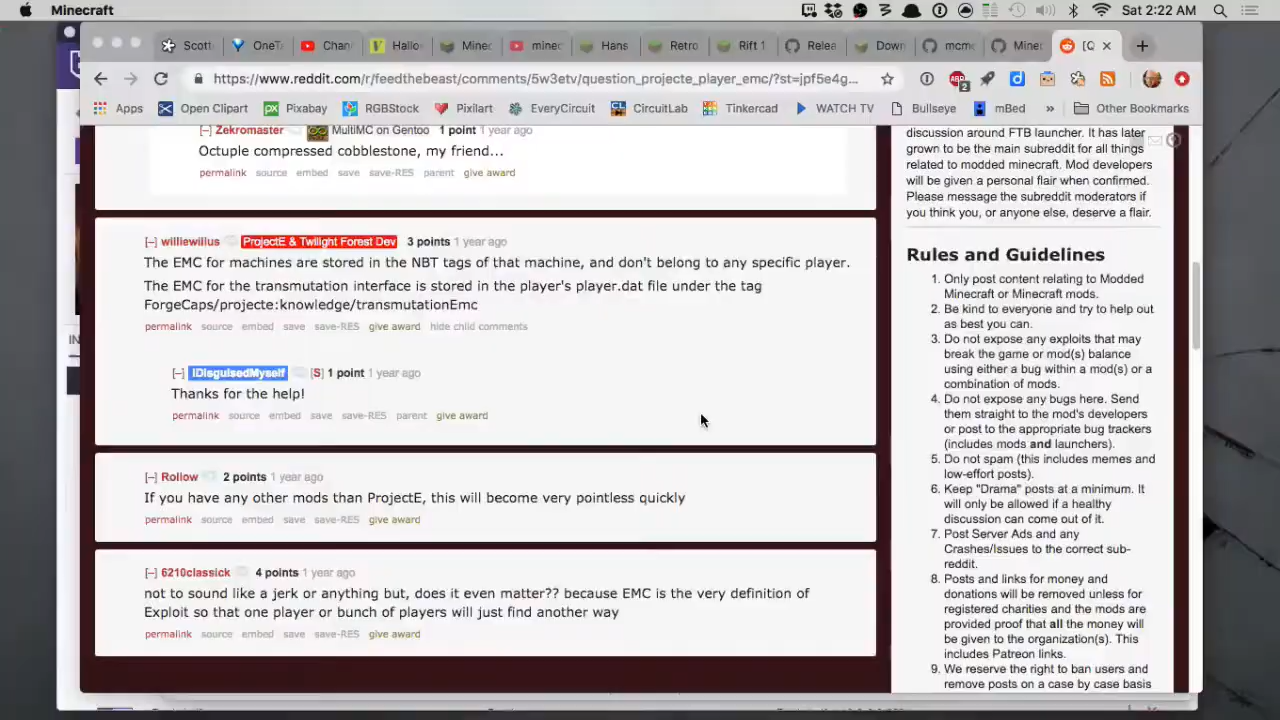 Minecraft
Sat 2:22 AM
Scott
OneT
Chan
Hallo
Minec
minec
Hans
Retro
Rift 1
Relea
Down
mcmo
Miner
[Q
https://www.reddit.com/r/feedthebeast/comments/5w3etv/question_projecte_player_emc/?st=jpf5e4g...
Apps
Open Clipart
Pixabay
RGBStock
Pixilart
EveryCircuit
CircuitLab
Tinkercad
WATCH TV
Bullseye
mBed
»
Other Bookmarks
[–] Zekromaster MultiMC on Gentoo 1 point 1 year ago
Octuple compressed cobblestone, my friend...
permalink source embed save save-RES parent give award
[–] williewillus ProjectE & Twilight Forest Dev 3 points 1 year ago
The EMC for machines are stored in the NBT tags of that machine, and don't belong to any specific player.
The EMC for the transmutation interface is stored in the player's player.dat file under the tag
ForgeCaps/projecte:knowledge/transmutationEmc
permalink source embed save save-RES give award hide child comments
[–] IDisguisedMyself [S] 1 point 1 year ago
Thanks for the help!
permalink source embed save save-RES parent give award
[–] Rollow 2 points 1 year ago
If you have any other mods than ProjectE, this will become very pointless quickly
permalink source embed save save-RES give award
[–] 6210classick 4 points 1 year ago
not to sound like a jerk or anything but, does it even matter?? because EMC is the very definition of
Exploit so that one player or bunch of players will just find another way
permalink source embed save save-RES give award
discussion around FTB launcher. It has later
grown to be the main subreddit for all things
related to modded minecraft. Mod developers
will be given a personal flair when confirmed.
Please message the subreddit moderators if
you think you, or anyone else, deserve a flair.
Rules and Guidelines
1. Only post content relating to Modded
Minecraft or Minecraft mods.
2. Be kind to everyone and try to help out
as best you can.
3. Do not expose any exploits that may
break the game or mod(s) balance
using either a bug within a mod(s) or a
combination of mods.
4. Do not expose any bugs here. Send
them straight to the mod's developers
or post to the appropriate bug trackers
(includes mods and launchers).
5. Do not spam (this includes memes and
low-effort posts).
6. Keep "Drama" posts at a minimum. It
will only be allowed if a healthy
discussion can come out of it.
7. Post Server Ads and any
Crashes/Issues to the correct sub-
reddit.
8. Posts and links for money and
donations will be removed unless for
registered charities and the mods are
provided proof that all the money will
be given to the organization(s). This
includes Patreon links.
9. We reserve the right to ban users and
remove posts on a case by case basis
IN